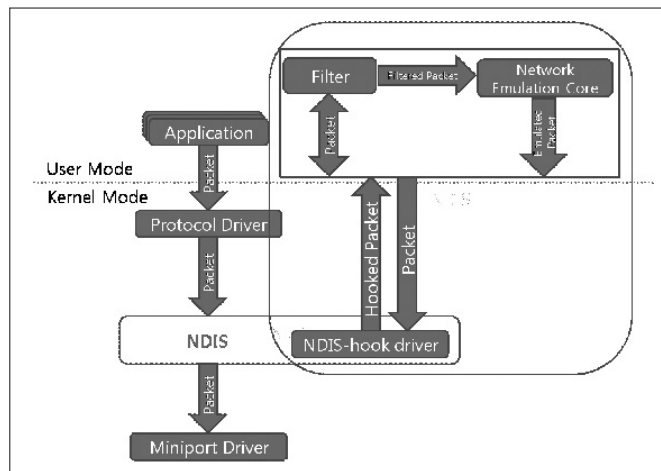 Filter
Filtered Packet
Network
Emulation Core
Application
Packet
Emulated
Packet
Packet
User Mode
Kernel Mode
Protocol Driver
Hooked Packet
Packet
Packet
NDIS
NDIS-hook driver
Packet
Miniport Driver